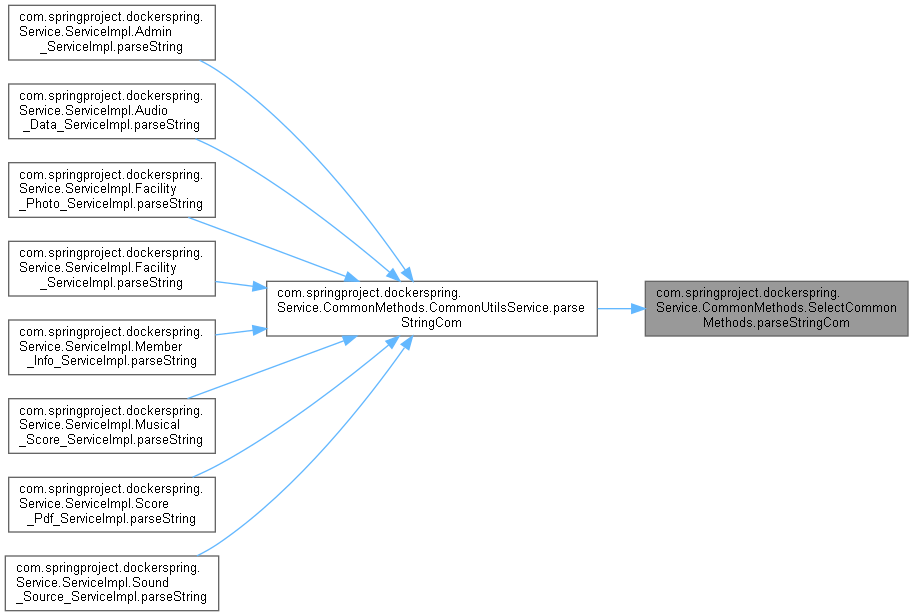 com.springproject.dockerspring.
Service.ServiceImpl.Admin
_ServiceImpl.parseString
com.springproject.dockerspring.
Service.ServiceImpl.Audio
_Data_ServiceImpl.parseString
com.springproject.dockerspring.
Service.ServiceImpl.Facility
_Photo_ServiceImpl.parseString
com.springproject.dockerspring.
Service.ServiceImpl.Facility
_ServiceImpl.parseString
com.springproject.dockerspring.
Service.ServiceImpl.Member
_Info_ServiceImpl.parseString
com.springproject.dockerspring.
Service.ServiceImpl.Musical
_Score_ServiceImpl.parseString
com.springproject.dockerspring.
Service.ServiceImpl.Score
_Pdf_ServiceImpl.parseString
com.springproject.dockerspring.
Service.ServiceImpl.Sound
_Source_ServiceImpl.parseString
com.springproject.dockerspring.
Service.CommonMethods.CommonUtilsService.parse
StringCom
com.springproject.dockerspring.
Service.CommonMethods.SelectCommon
Methods.parseStringCom